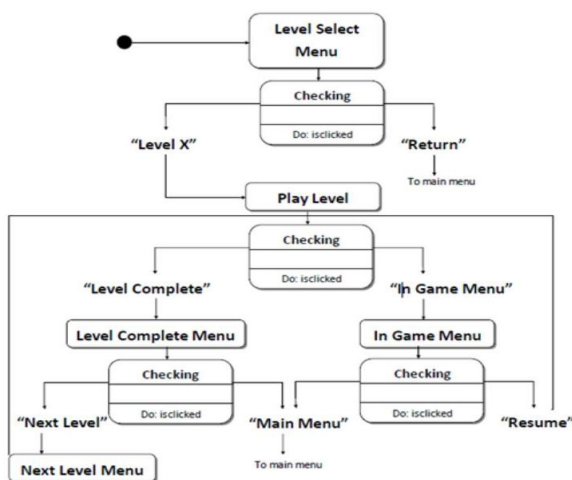 Level Select
Menu
Checking
Do: isclicked
“Level X”
“Return”
To main menu
Play Level
Checking
Do: isclicked
“Level Complete”
“In Game Menu”
Level Complete Menu
In Game Menu
Checking
Do: isclicked
Checking
Do: isclicked
“Next Level”
“Main Menu”
“Resume”
Next Level Menu
To main menu